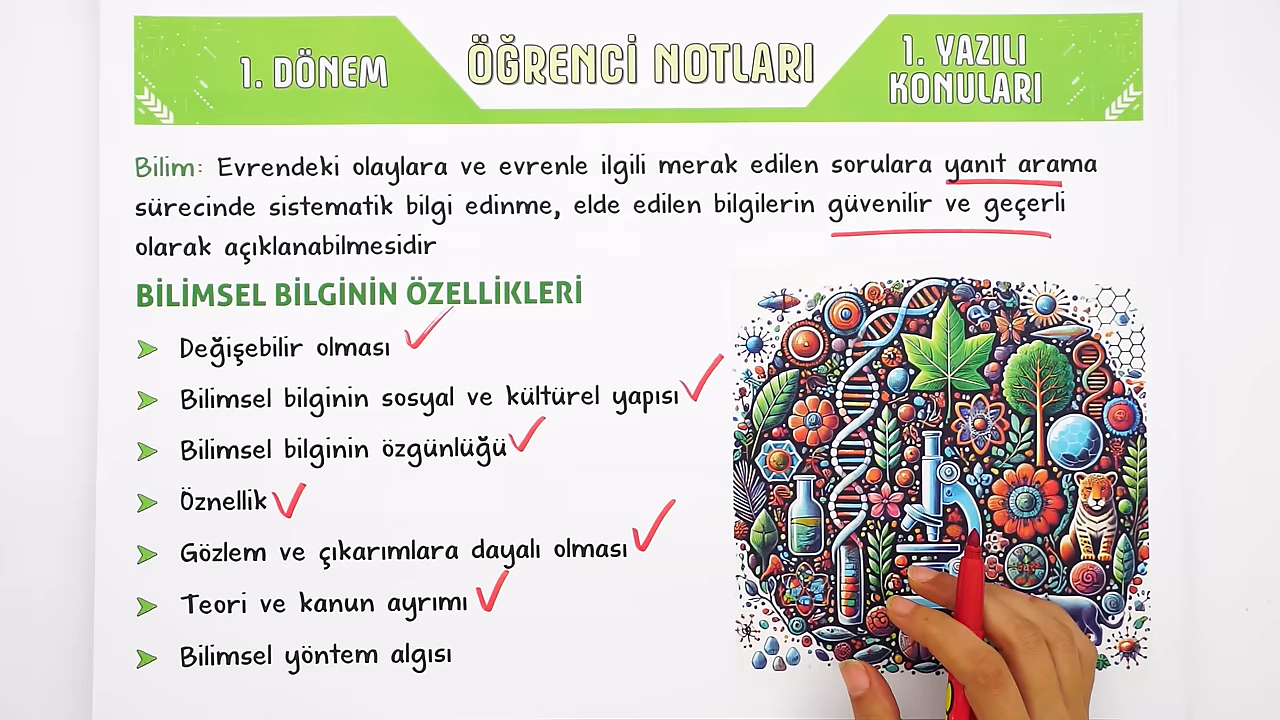 1. DÖNEM
ÖĞRENCİ NOTLARI
1. YAZILI
KONULARI
Bilim: Evrendeki olaylara ve evrenle ilgili merak edilen sorulara yanıt arama
sürecinde sistematik bilgi edinme, elde edilen bilgilerin güvenilir ve geçerli
olarak açıklanabilmesidir
BİLİMSEL BİLGİNİN ÖZELLİKLERİ
Değişebilir olması
Bilimsel bilginin sosyal ve kültürel yapısı
Bilimsel bilginin özgünlüğü
Öznellik
Gözlem ve çıkarımlara dayalı olması
Teori ve kanun ayrımı
Bilimsel yöntem algısı